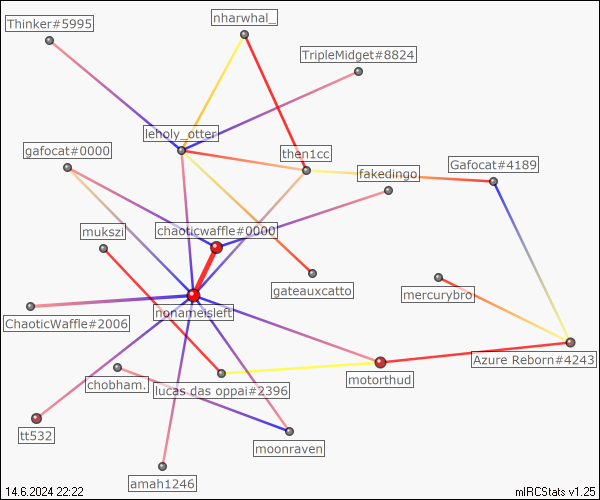 nharwhal_
Thinker#5995
TripleMidget#8824
leholy_otter
gafocat#0000
then1cc
Gafocat#4189
fakedingo
mukszi
chaoticwaffle#0000
gateauxcatto
mercurybro
nonameisleft
ChaoticWaffle#2006
Azure Reborn#4243
motorthud
chobham.
lucas das oppai#2396
tt532
moonraven
amah1246
14.6.2024 22:22
mIRCStats v1.25